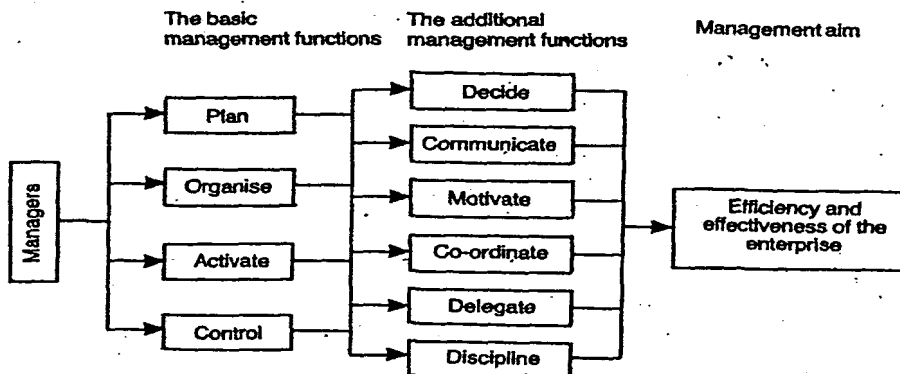 The basic
management functions
The additional
management functions
Management aim
Managers
Plan
Organise
Activate
Control
Decide
Communicate
Motivate
Co-ordinate
Delegate
Discipline
Efficiency and
effectiveness of the
enterprise